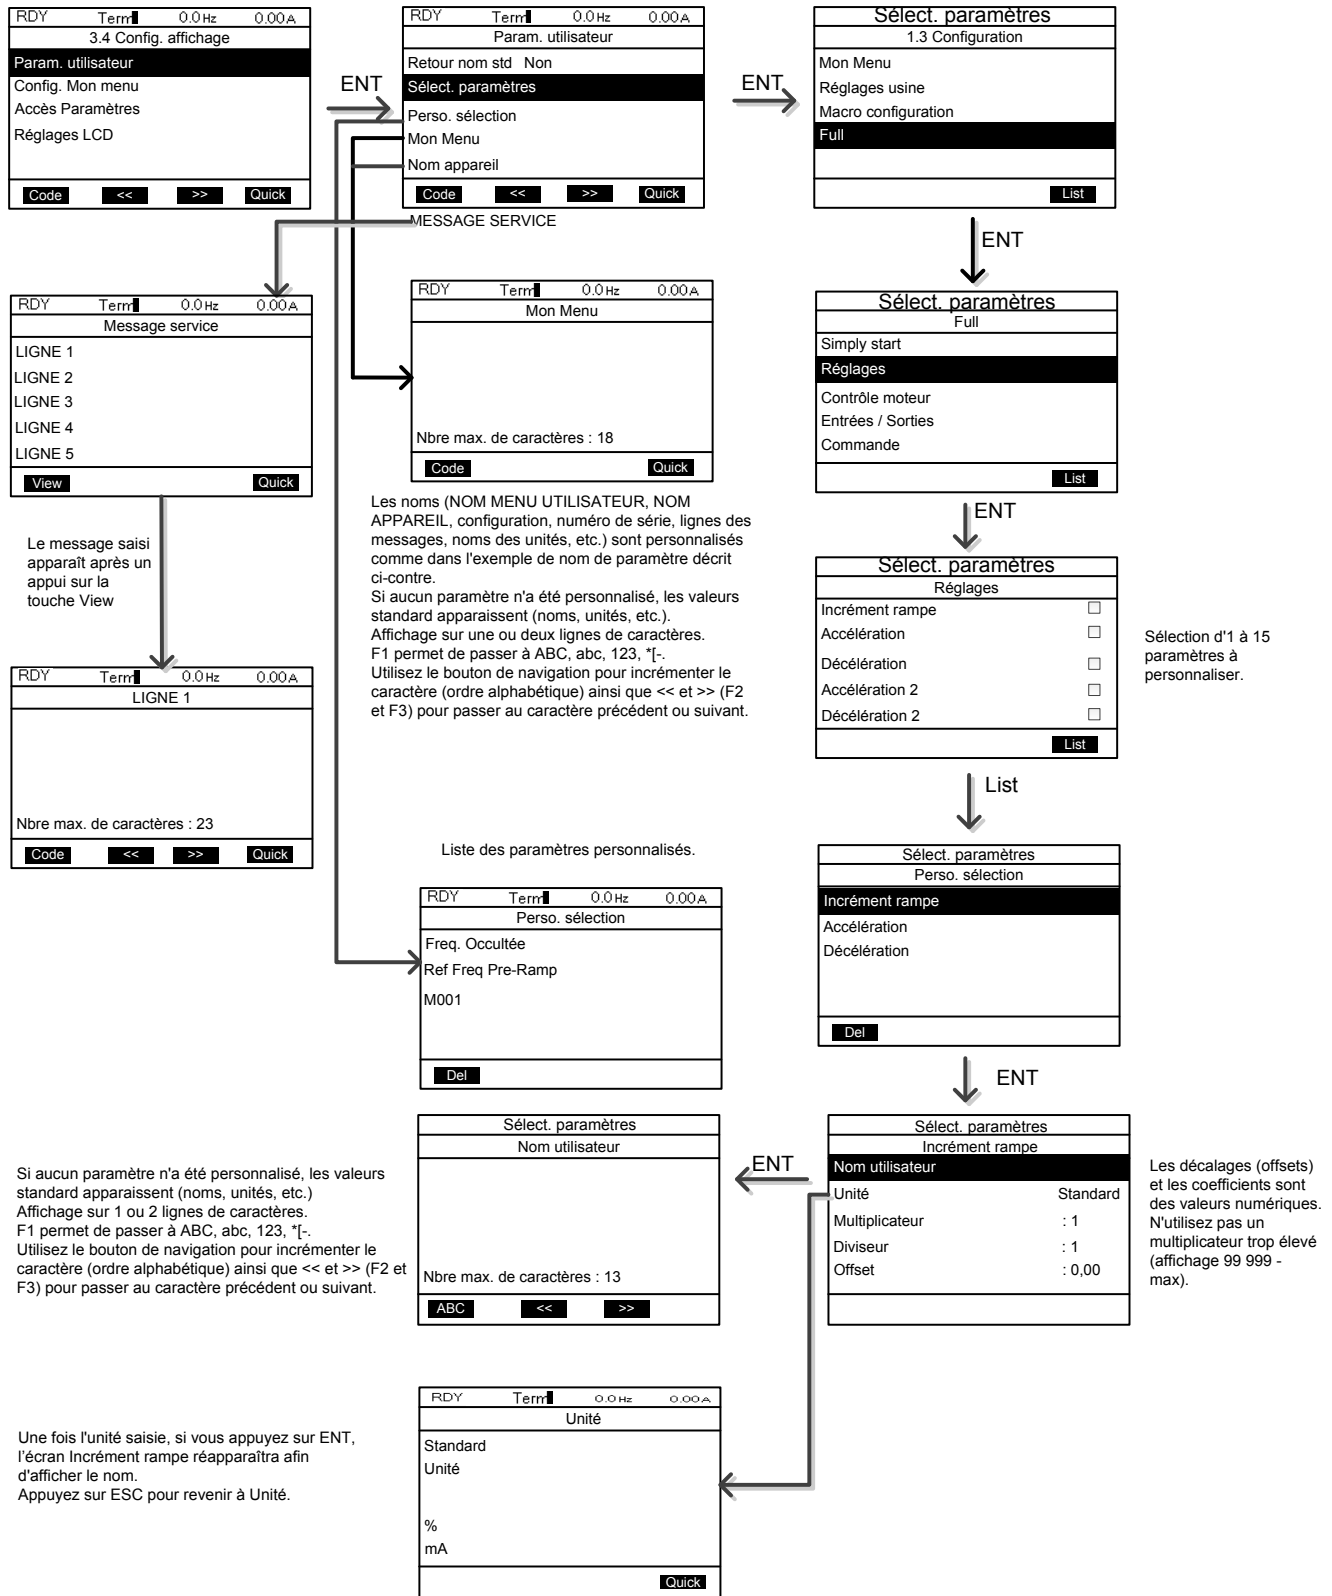 RDY Term 0.0 Hz 0.00 A
3.4 Config. affichage
Param. utilisateur
Config. Mon menu
Accès Paramètres
Réglages LCD
Code << >> Quick
ENT
RDY Term 0.0 Hz 0.00 A
Param. utilisateur
Retour nom std Non
Sélect. paramètres
Perso. sélection
Mon Menu
Nom appareil
Code << >> Quick
MESSAGE SERVICE
ENT
Sélect. paramètres
1.3 Configuration
Mon Menu
Réglages usine
Macro configuration
Full
List
ENT
RDY Term 0.0 Hz 0.00 A
Message service
LIGNE 1
LIGNE 2
LIGNE 3
LIGNE 4
LIGNE 5
View Quick
RDY Term 0.0 Hz 0.00 A
Mon Menu
Nbre max. de caractères : 18
Code Quick
Sélect. paramètres
Full
Simply start
Réglages
Contrôle moteur
Entrées / Sorties
Commande
List
ENT
Le message saisi
apparaît après un
appui sur la
touche View
Les noms (NOM MENU UTILISATEUR, NOM
APPAREIL, configuration, numéro de série, lignes des
messages, noms des unités, etc.) sont personnalisés
comme dans l'exemple de nom de paramètre décrit
ci-contre.
Si aucun paramètre n'a été personnalisé, les valeurs
standard apparaissent (noms, unités, etc.).
Affichage sur une ou deux lignes de caractères.
F1 permet de passer à ABC, abc, 123, *[-.
Utilisez le bouton de navigation pour incrémenter le
caractère (ordre alphabétique) ainsi que << et >> (F2
et F3) pour passer au caractère précédent ou suivant.
Sélect. paramètres
Réglages
Incrément rampe
Accélération
Décélération
Accélération 2
Décélération 2
List
Sélection d'1 à 15
paramètres à
personnaliser.
List
RDY Term 0.0 Hz 0.00 A
LIGNE 1
Nbre max. de caractères : 23
Code << >> Quick
Liste des paramètres personnalisés.
RDY Term 0.0 Hz 0.00 A
Perso. sélection
Freq. Occultée
Ref Freq Pre-Ramp
M001
Del
Sélect. paramètres
Perso. sélection
Incrément rampe
Accélération
Décélération
Del
ENT
Si aucun paramètre n'a été personnalisé, les valeurs
standard apparaissent (noms, unités, etc.)
Affichage sur 1 ou 2 lignes de caractères.
F1 permet de passer à ABC, abc, 123, *[-.
Utilisez le bouton de navigation pour incrémenter le
caractère (ordre alphabétique) ainsi que << et >> (F2 et
F3) pour passer au caractère précédent ou suivant.
Sélect. paramètres
Nom utilisateur
Nbre max. de caractères : 13
ABC << >>
ENT
Sélect. paramètres
Incrément rampe
Nom utilisateur
Unité Standard
Multiplicateur : 1
Diviseur : 1
Offset : 0,00
Les décalages (offsets)
et les coefficients sont
des valeurs numériques.
N'utilisez pas un
multiplicateur trop élevé
(affichage 99 999 -
max).
Une fois l'unité saisie, si vous appuyez sur ENT,
l'écran Incrément rampe réapparaîtra afin
d'afficher le nom.
Appuyez sur ESC pour revenir à Unité.
RDY Term 0.0 Hz 0.00 A
Unité
Standard
Unité
%
mA
Quick